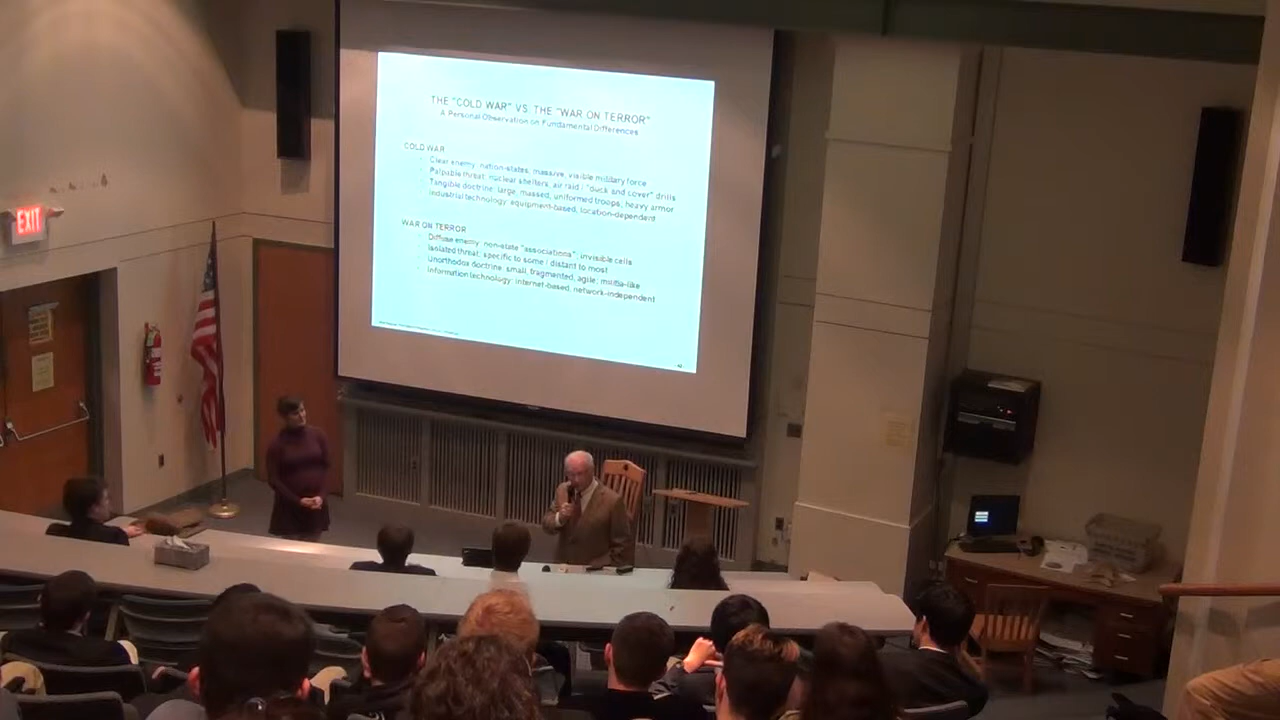 THE "COLD WAR" VS. THE "WAR ON TERROR"
A Personal Observation on Fundamental Differences
COLD WAR
Clear enemy: nation-states, massive, visible military force
Palpable threat: nuclear shelters, air raid / "duck and cover" drills
Tangible doctrine: large, massed, uniformed troops; heavy armor
Industrial technology: equipment-based, location-dependent
WAR ON TERROR
Diffuse enemy: non-state "associations"; invisible cells
Isolated threat: specific to some / distant to most
Unorthodox doctrine: small, fragmented, agile; militia-like
Information technology: internet-based, network-independent
EXIT